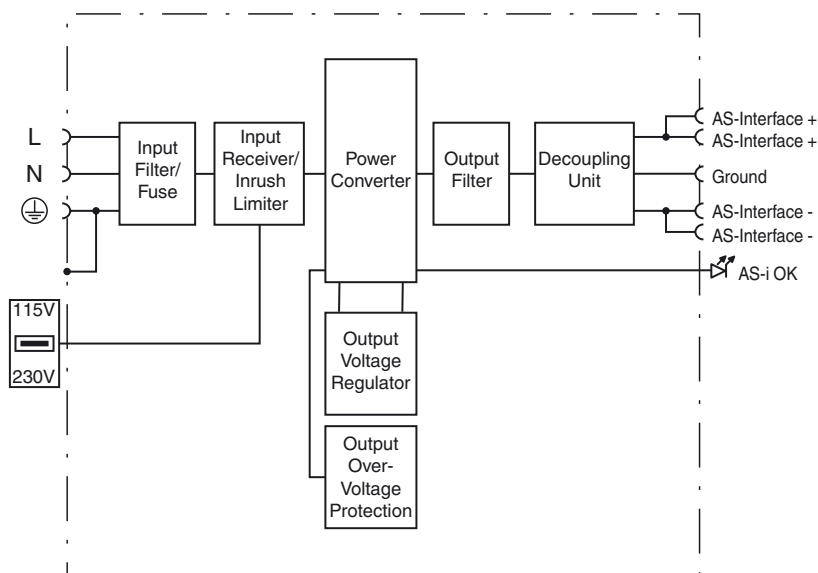 L
N
Input
Filter/
Fuse
Input
Receiver/
Inrush
Limiter
Power
Converter
Output
Filter
Decoupling
Unit
AS-Interface +
AS-Interface +
Ground
AS-Interface -
AS-Interface -
AS-i OK
115V
230V
Output
Voltage
Regulator
Output
Over-
Voltage
Protection